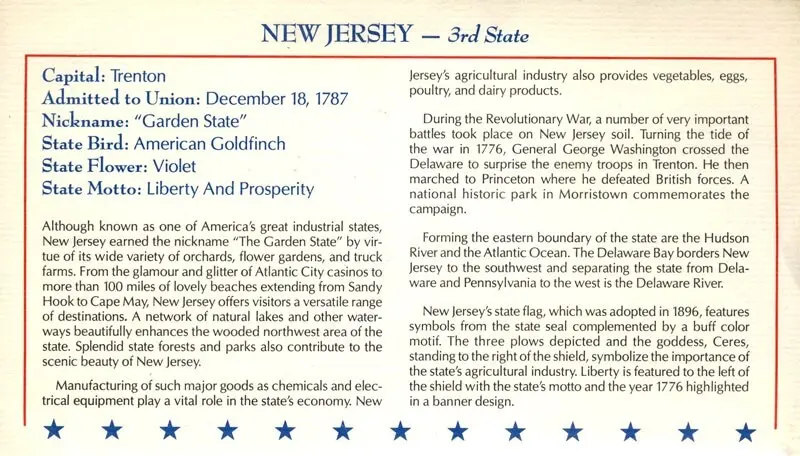 NEW JERSEY — 3rd State
Capital: Trenton
Admitted to Union: December 18, 1787
Nickname: “Garden State”
State Bird: American Goldfinch
State Flower: Violet
State Motto: Liberty And Prosperity
Although known as one of America’s great industrial states,
New Jersey earned the nickname “The Garden State” by vir-
tue of its wide variety of orchards, flower gardens, and truck
farms. From the glamour and glitter of Atlantic City casinos to
more than 100 miles of lovely beaches extending from Sandy
Hook to Cape May, New Jersey offers visitors a versatile range
of destinations. A network of natural lakes and other water-
ways beautifully enhances the wooded northwest area of the
state. Splendid state forests and parks also contribute to the
scenic beauty of New Jersey.
Manufacturing of such major goods as chemicals and elec-
trical equipment play a vital role in the state’s economy. New
Jersey’s agricultural industry also provides vegetables, eggs,
poultry, and dairy products.
During the Revolutionary War, a number of very important
battles took place on New Jersey soil. Turning the tide of
the war in 1776, General George Washington crossed the
Delaware to surprise the enemy troops in Trenton. He then
marched to Princeton where he defeated British forces. A
national historic park in Morristown commemorates the
campaign.
Forming the eastern boundary of the state are the Hudson
River and the Atlantic Ocean. The Delaware Bay borders New
Jersey to the southwest and separating the state from Dela-
ware and Pennsylvania to the west is the Delaware River.
New Jersey’s state flag, which was adopted in 1896, features
symbols from the state seal complemented by a buff color
motif. The three plows depicted and the goddess, Ceres,
standing to the right of the shield, symbolize the importance of
the state’s agricultural industry. Liberty is featured to the left of
the shield with the state’s motto and the year 1776 highlighted
in a banner design.